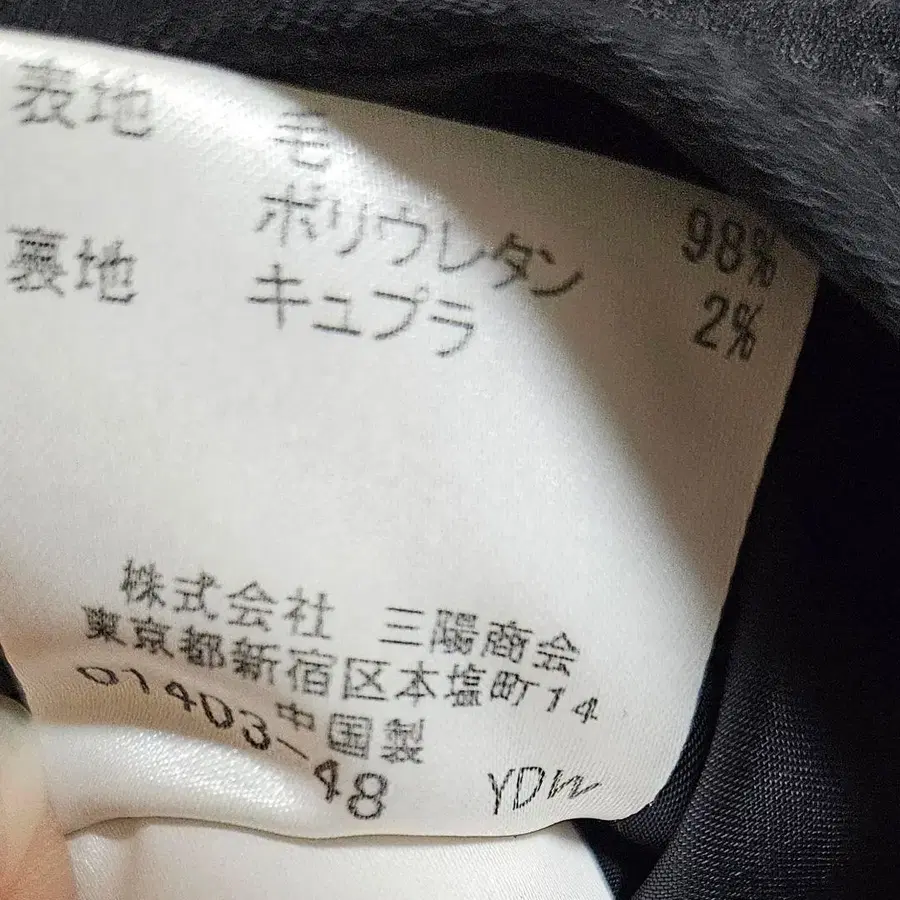 表地 毛 98%
ポリウレタン 2%
裏地 キュプラ
株式会社 三陽商会
東京都新宿区本塩町14
中国製
01403-48 YDW